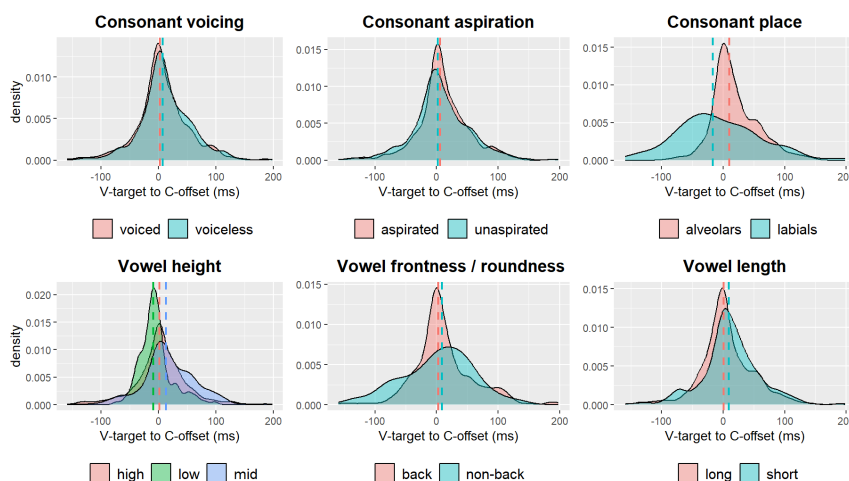 Consonant voicing
Consonant aspiration
Consonant place
density
0.010
0.005
0.000
-100
0
100
200
V-target to C-offset (ms)
voiced
voiceless
0.015
0.010
0.005
0.000
-100
0
100
200
V-target to C-offset (ms)
aspirated
unaspirated
0.015
0.010
0.005
0.000
-100
0
100
200
V-target to C-offset (ms)
alveolars
labials
Vowel height
Vowel frontness / roundness
Vowel length
density
0.020
0.015
0.010
0.005
0.000
-100
0
100
200
V-target to C-offset (ms)
high
low
mid
0.015
0.010
0.005
0.000
-100
0
100
200
V-target to C-offset (ms)
back
non-back
0.015
0.010
0.005
0.000
-100
0
100
200
V-target to C-offset (ms)
long
short